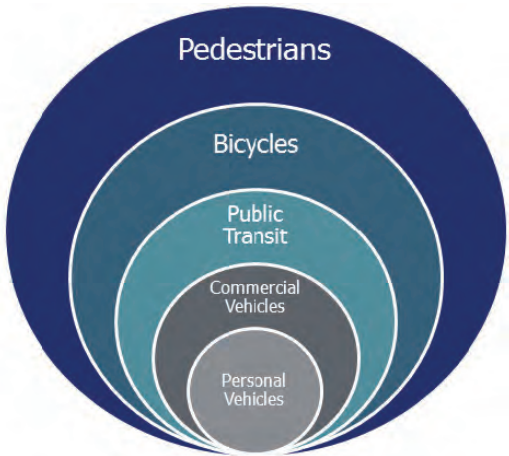 Pedestrians
Bicycles
Public
Transit
Commercial
Vehicles
Personal
Vehicles